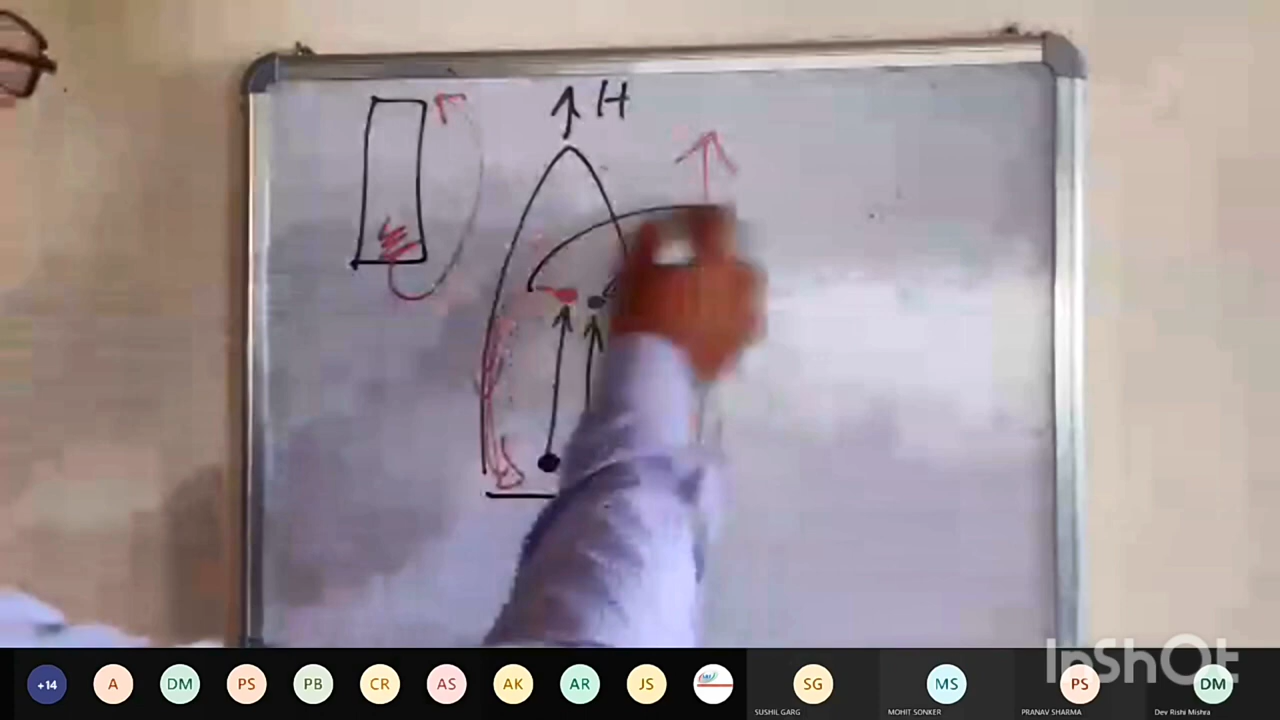 H
+14
A
DM
PS
PB
CR
AS
AK
AR
JS
SG
MS
PS
DM
SUSHIL GARG
MOHIT SONKER
PRANAV SHARMA
Dev Rishi Mishra
InShOt